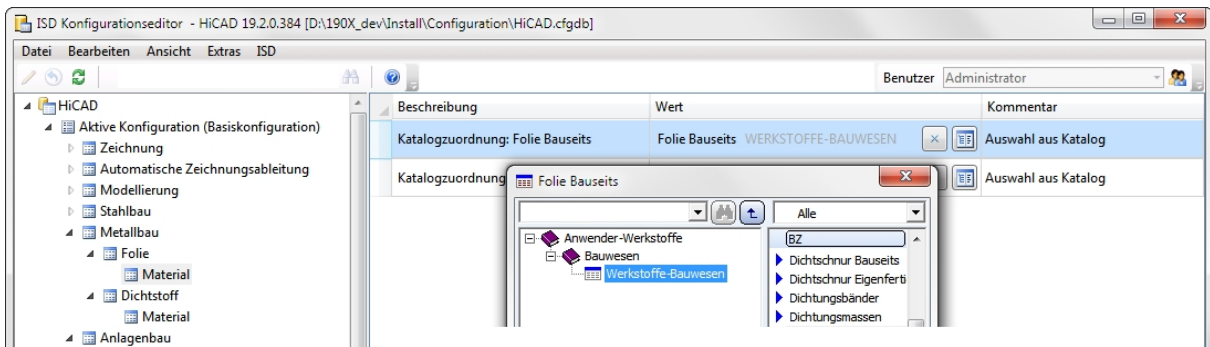 ISD Konfigurationseditor - HiCAD 19.2.0.384 [D:\190X_dev\Install\Configuration\HiCAD.cfgdb]
Datei Bearbeiten Ansicht Extras ISD
Benutzer Administrator
HiCAD
Aktive Konfiguration (Basiskonfiguration)
Zeichnung
Automatische Zeichnungsableitung
Modellierung
Stahlbau
Metallbau
Folie
Material
Dichtstoff
Material
Anlagenbau
Beschreibung Wert Kommentar
Katalogzuordnung: Folie Bauseits Folie Bauseits WERKSTOFFE-BAUWESEN Auswahl aus Katalog
Katalogzuordnung Auswahl aus Katalog
Folie Bauseits
Alle
Anwender-Werkstoffe
Bauwesen
Werkstoffe-Bauwesen
BZ
Dichtschnur Bauseits
Dichtschnur Eigenferti
Dichtungsbänder
Dichtungsmassen